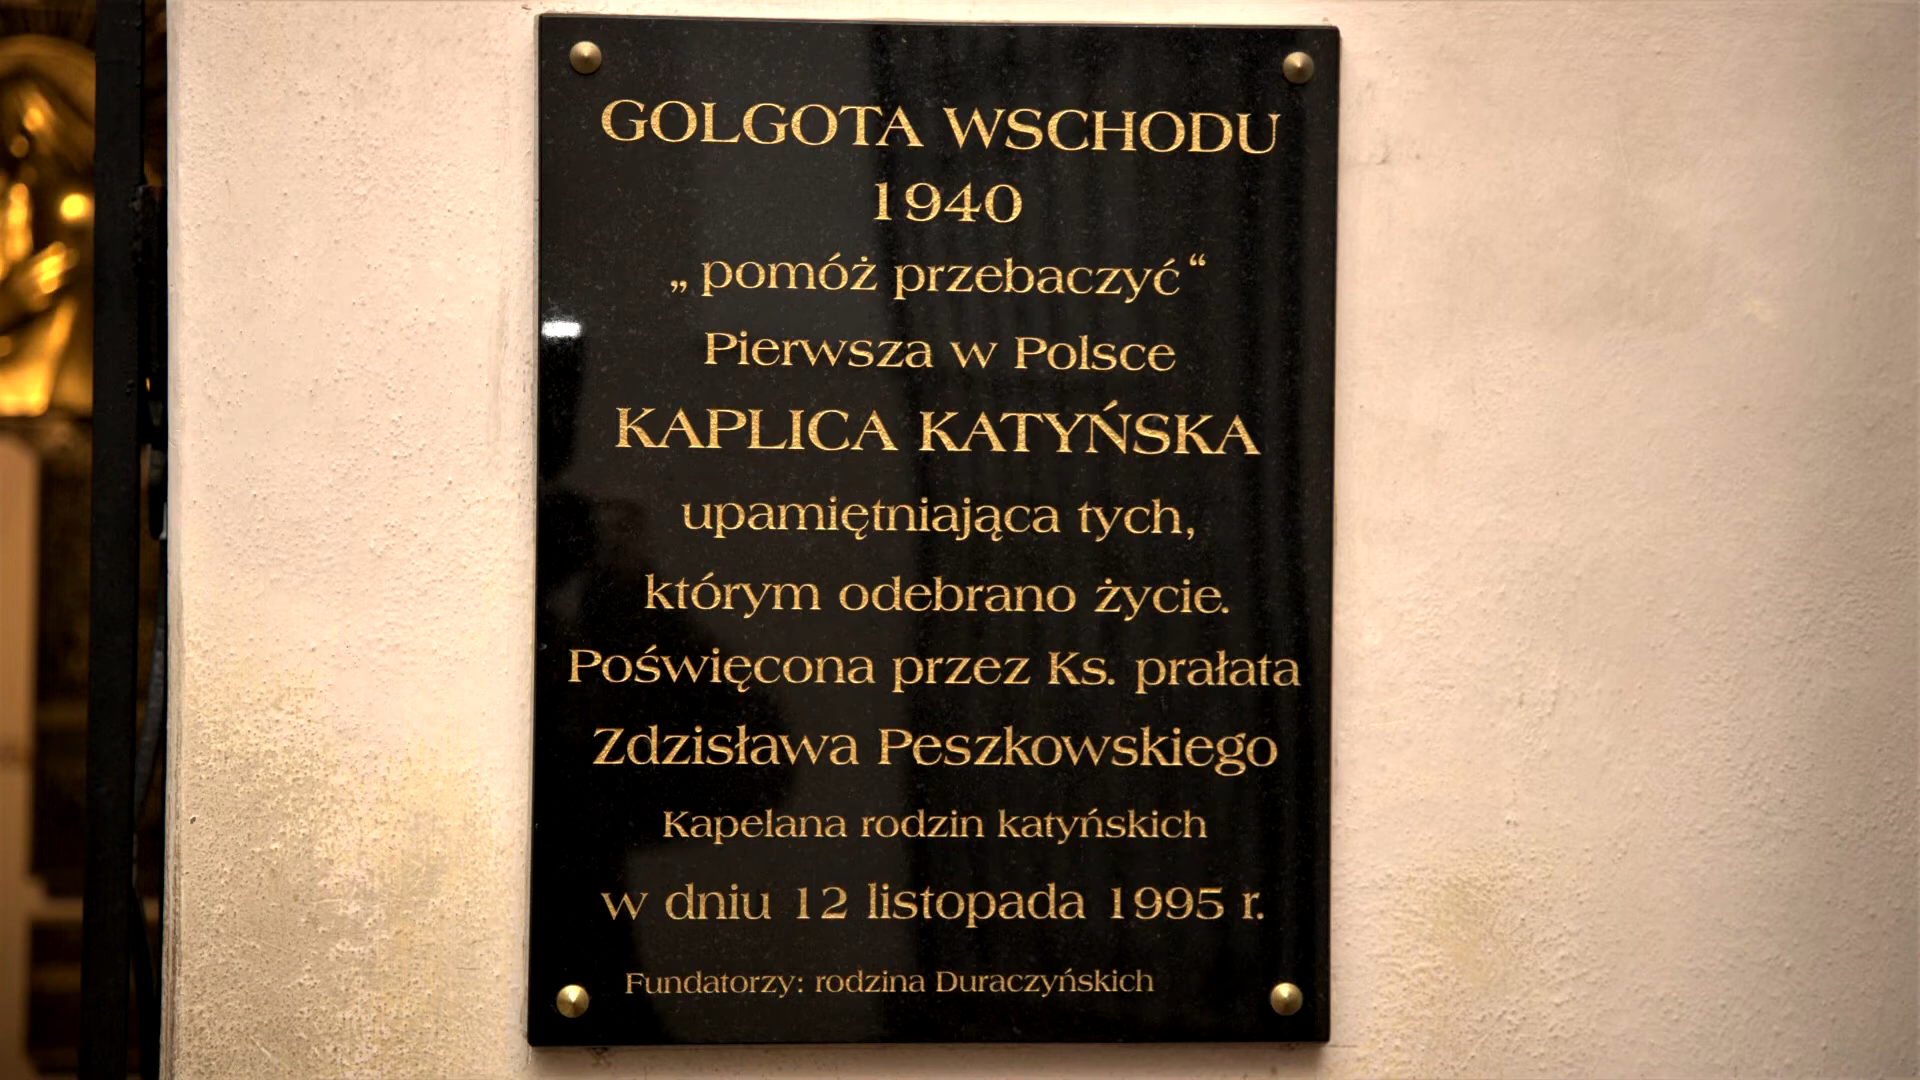 GOLGOTA WSCHODU
1940
„pomóż przebaczyć“
Pierwsza w Polsce
KAPLICA KATYŃSKA
upamiętniająca tych,
którym odebrano życie.
Poświęcona przez Ks. prałata
Zdzisława Peszkowskiego
Kapelana rodzin katyńskich
w dniu 12 listopada 1995 r.
Fundatorzy: rodzina Duraczyńskich